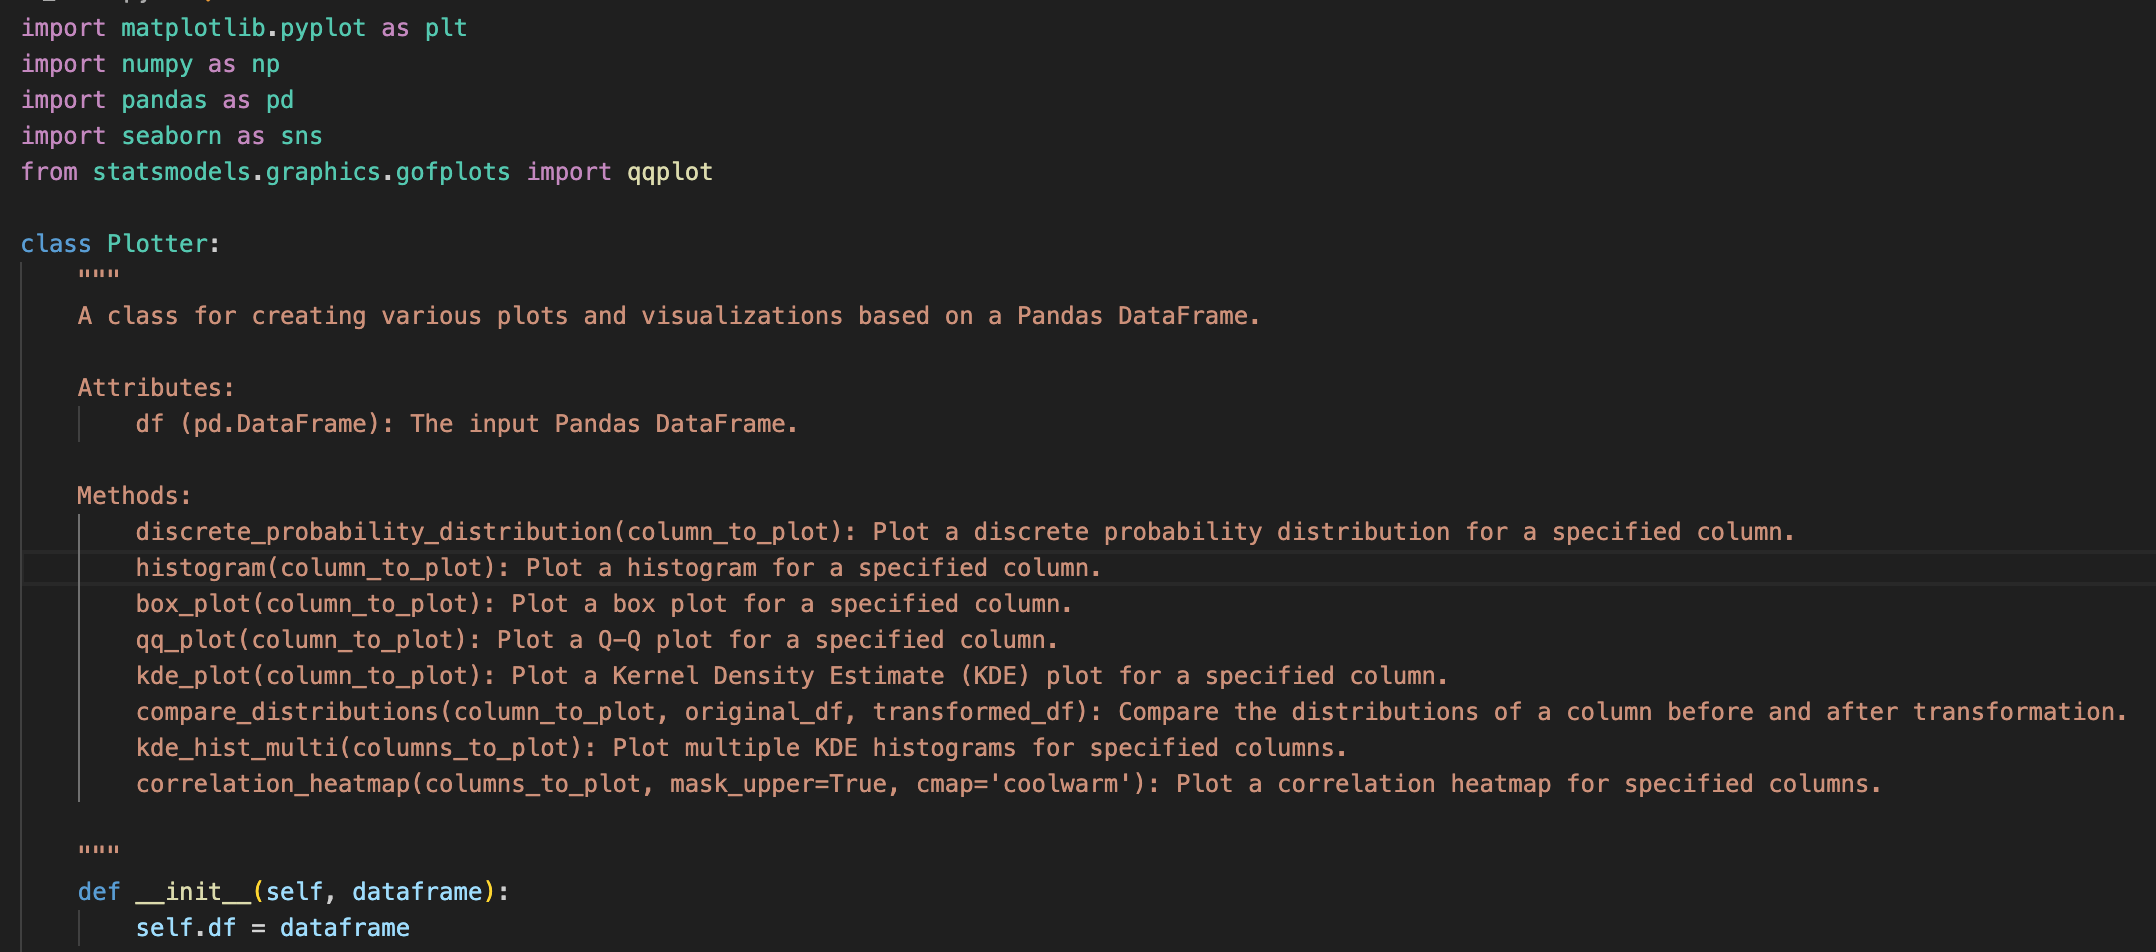 import matplotlib.pyplot as plt
import numpy as np
import pandas as pd
import seaborn as sns
from statsmodels.graphics.gofplots import qqplot
class Plotter:
"""
A class for creating various plots and visualizations based on a Pandas DataFrame.
Attributes:
df (pd.DataFrame): The input Pandas DataFrame.
Methods:
discrete_probability_distribution(column_to_plot): Plot a discrete probability distribution for a specified column.
histogram(column_to_plot): Plot a histogram for a specified column.
box_plot(column_to_plot): Plot a box plot for a specified column.
qq_plot(column_to_plot): Plot a Q-Q plot for a specified column.
kde_plot(column_to_plot): Plot a Kernel Density Estimate (KDE) plot for a specified column.
compare_distributions(column_to_plot, original_df, transformed_df): Compare the distributions of a column before and after transformation.
kde_hist_multi(columns_to_plot): Plot multiple KDE histograms for specified columns.
correlation_heatmap(columns_to_plot, mask_upper=True, cmap='coolwarm'): Plot a correlation heatmap for specified columns.
"""
def __init__(self, dataframe):
self.df = dataframe